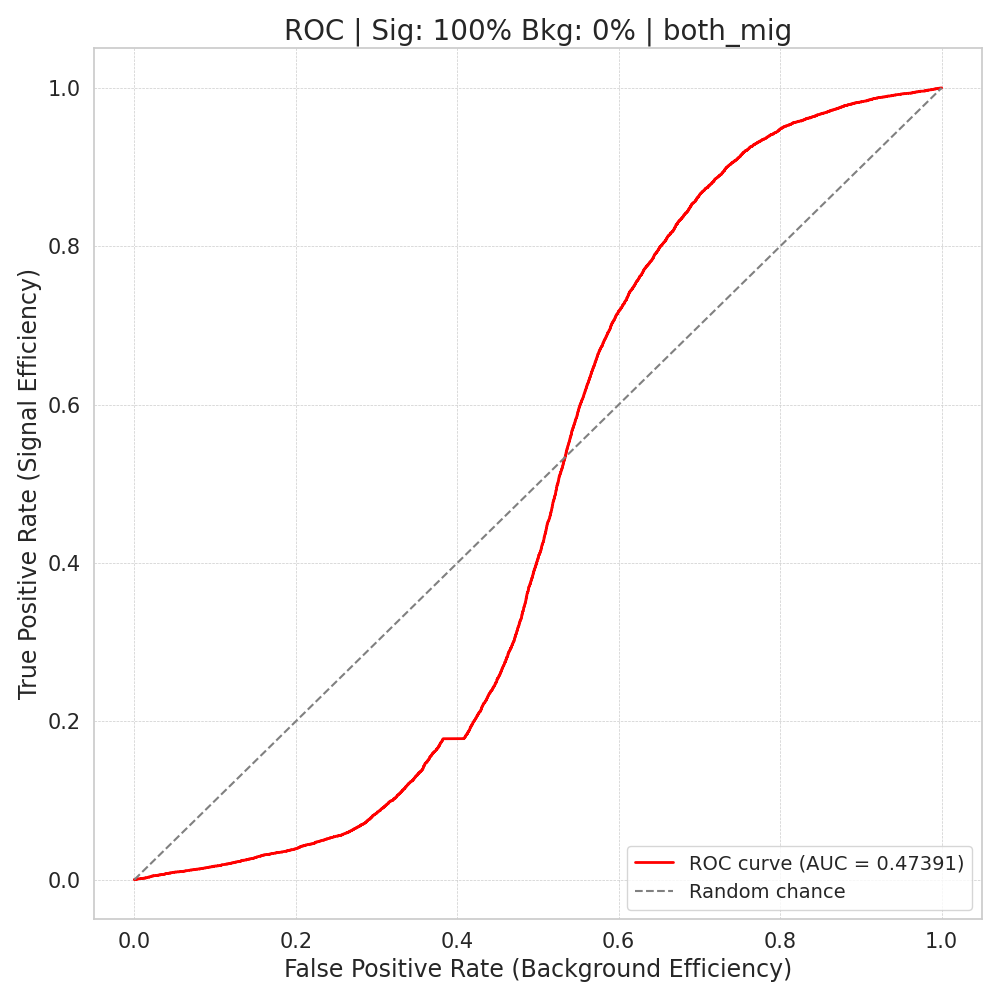 ROC | Sig: 100% Bkg: 0% | both_mig
True Positive Rate (Signal Efficiency)
1.0
0.8
0.6
0.4
0.2
0.0
ROC curve (AUC = 0.47391)
Random chance
0.0 0.2 0.4 0.6 0.8 1.0
False Positive Rate (Background Efficiency)